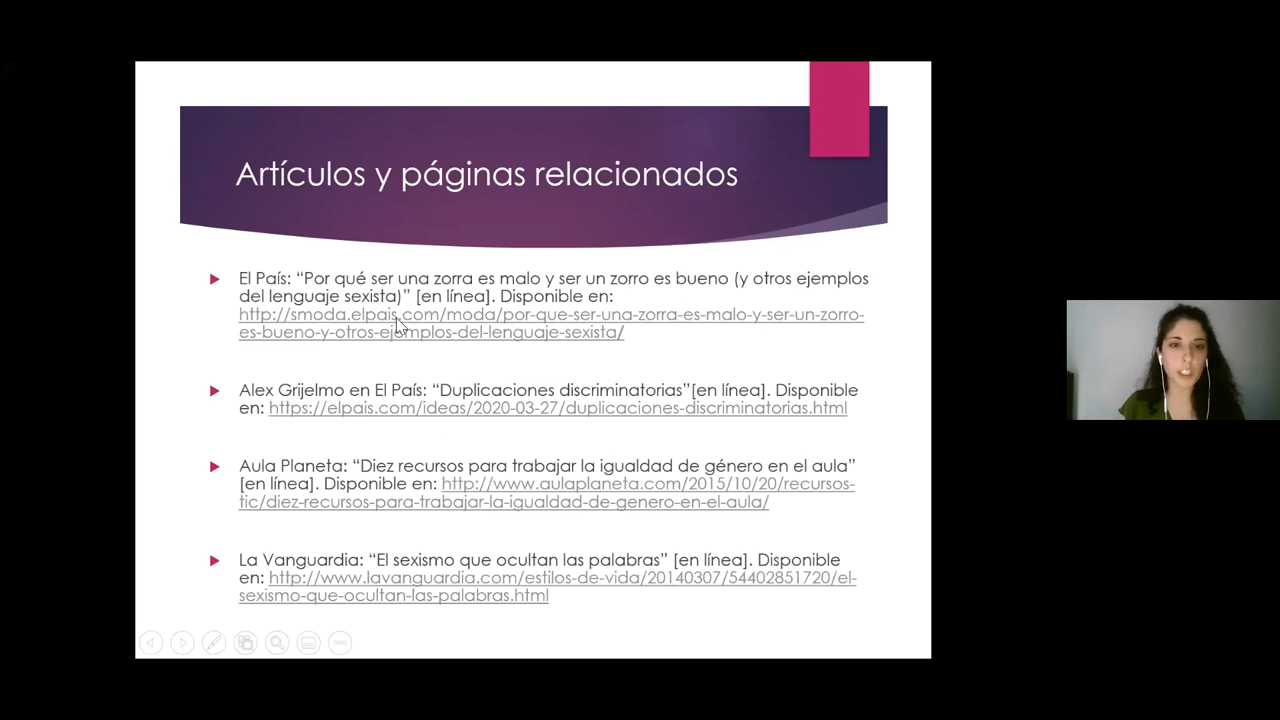 Artículos y páginas relacionados
El País: “Por qué ser una zorra es malo y ser un zorro es bueno (y otros ejemplos
del lenguaje sexista)” [en línea]. Disponible en:
http://smoda.elpais.com/moda/por-que-ser-una-zorra-es-malo-y-ser-un-zorro-
es-bueno-y-otros-ejemplos-del-lenguaje-sexista/
Alex Grijelmo en El País: “Duplicaciones discriminatorias”[en línea]. Disponible
en: https://elpais.com/ideas/2020-03-27/duplicaciones-discriminatorias.html
Aula Planeta: “Diez recursos para trabajar la igualdad de género en el aula”
[en línea]. Disponible en: http://www.aulaplaneta.com/2015/10/20/recursos-
tic/diez-recursos-para-trabajar-la-igualdad-de-genero-en-el-aula/
La Vanguardia: “El sexismo que ocultan las palabras” [en línea]. Disponible
en: http://www.lavanguardia.com/estilos-de-vida/20140307/54402851720/el-
sexismo-que-ocultan-las-palabras.html